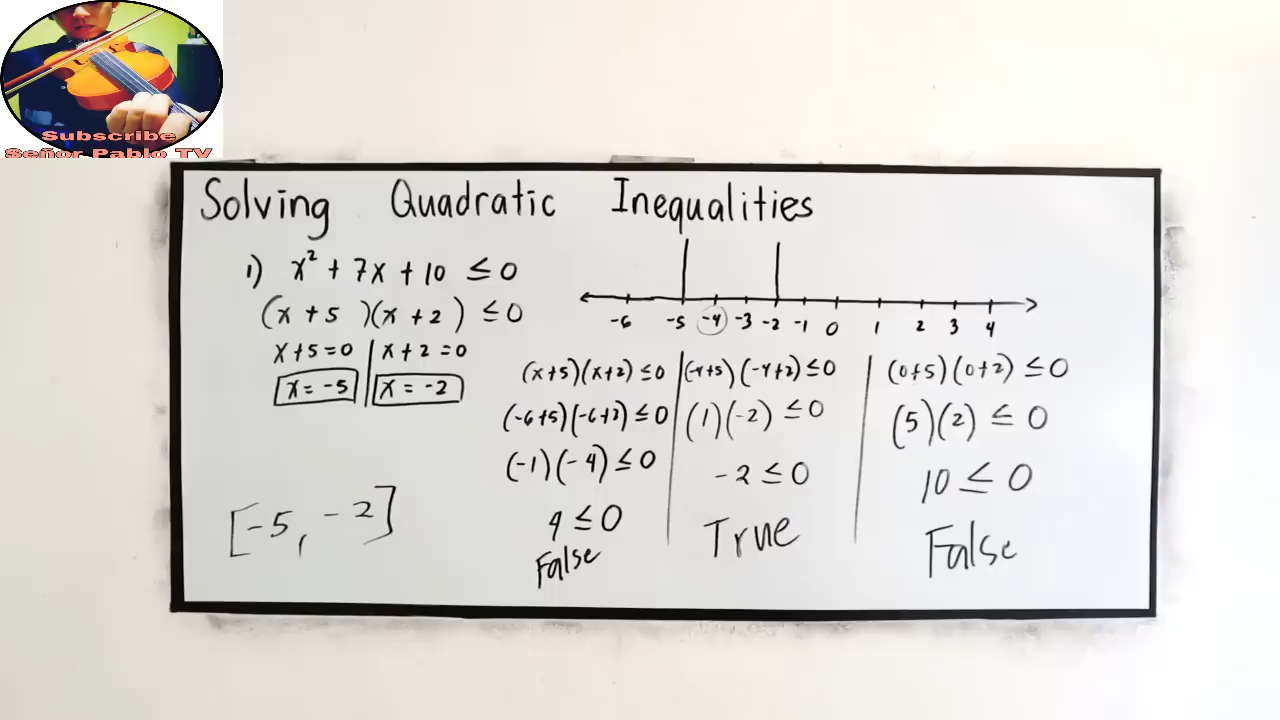 Subscribe
Señor Pablo TV
Solving Quadratic Inequalities
1) x² + 7x + 10 ≤ 0
(x + 5 )(x + 2 ) ≤ 0
x + 5 = 0 | x + 2 = 0
x = -5 | x = -2
[-5, -2]
-6 -5 -4 -3 -2 -1 0 1 2 3 4
(x+5)(x+2) ≤ 0
(-6+5)(-6+2) ≤ 0
(-1)(-4) ≤ 0
4 ≤ 0
False
(-4+5)(-4+2) ≤ 0
(1)(-2) ≤ 0
-2 ≤ 0
True
(0+5)(0+2) ≤ 0
(5)(2) ≤ 0
10 ≤ 0
False